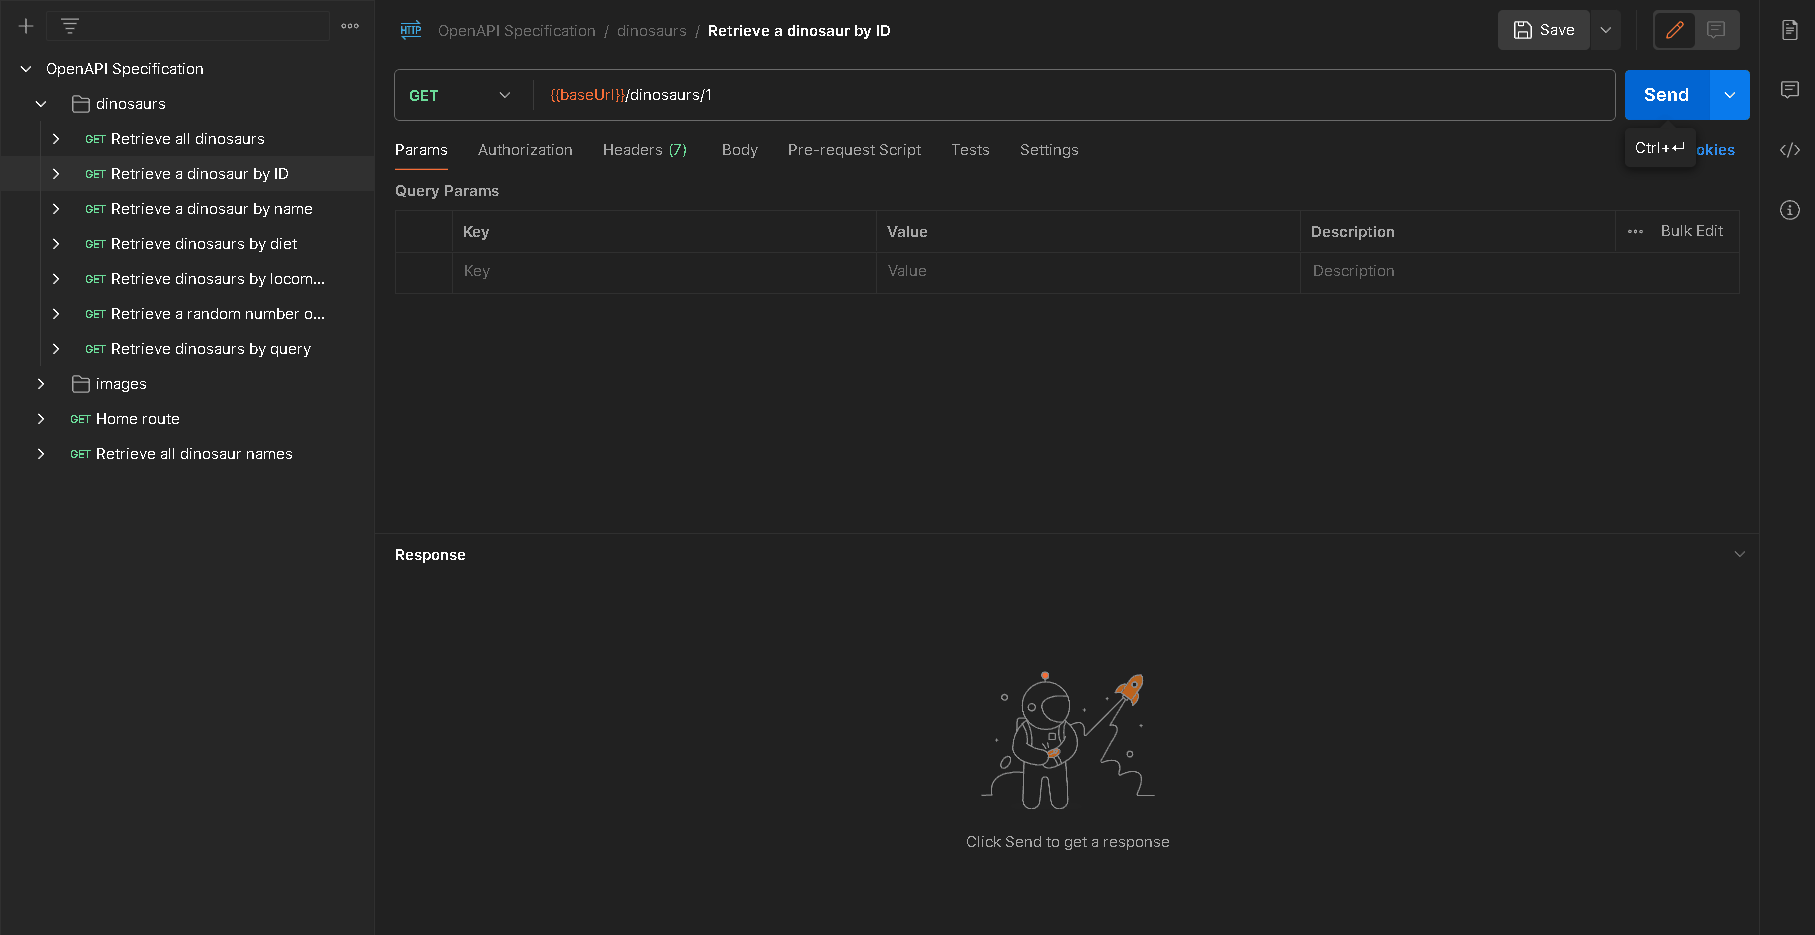 HTTP OpenAPI Specification / dinosaurs / Retrieve a dinosaur by ID
Save
OpenAPI Specification
dinosaurs
GET Retrieve all dinosaurs
GET Retrieve a dinosaur by ID
GET Retrieve a dinosaur by name
GET Retrieve dinosaurs by diet
GET Retrieve dinosaurs by locom...
GET Retrieve a random number o...
GET Retrieve dinosaurs by query
images
GET Home route
GET Retrieve all dinosaur names
GET {{baseUrl}}/dinosaurs/1
Send
Ctrl+↵
Params Authorization Headers (7) Body Pre-request Script Tests Settings okies
Query Params
Key Value Description Bulk Edit
Key Value Description
Response
Click Send to get a response